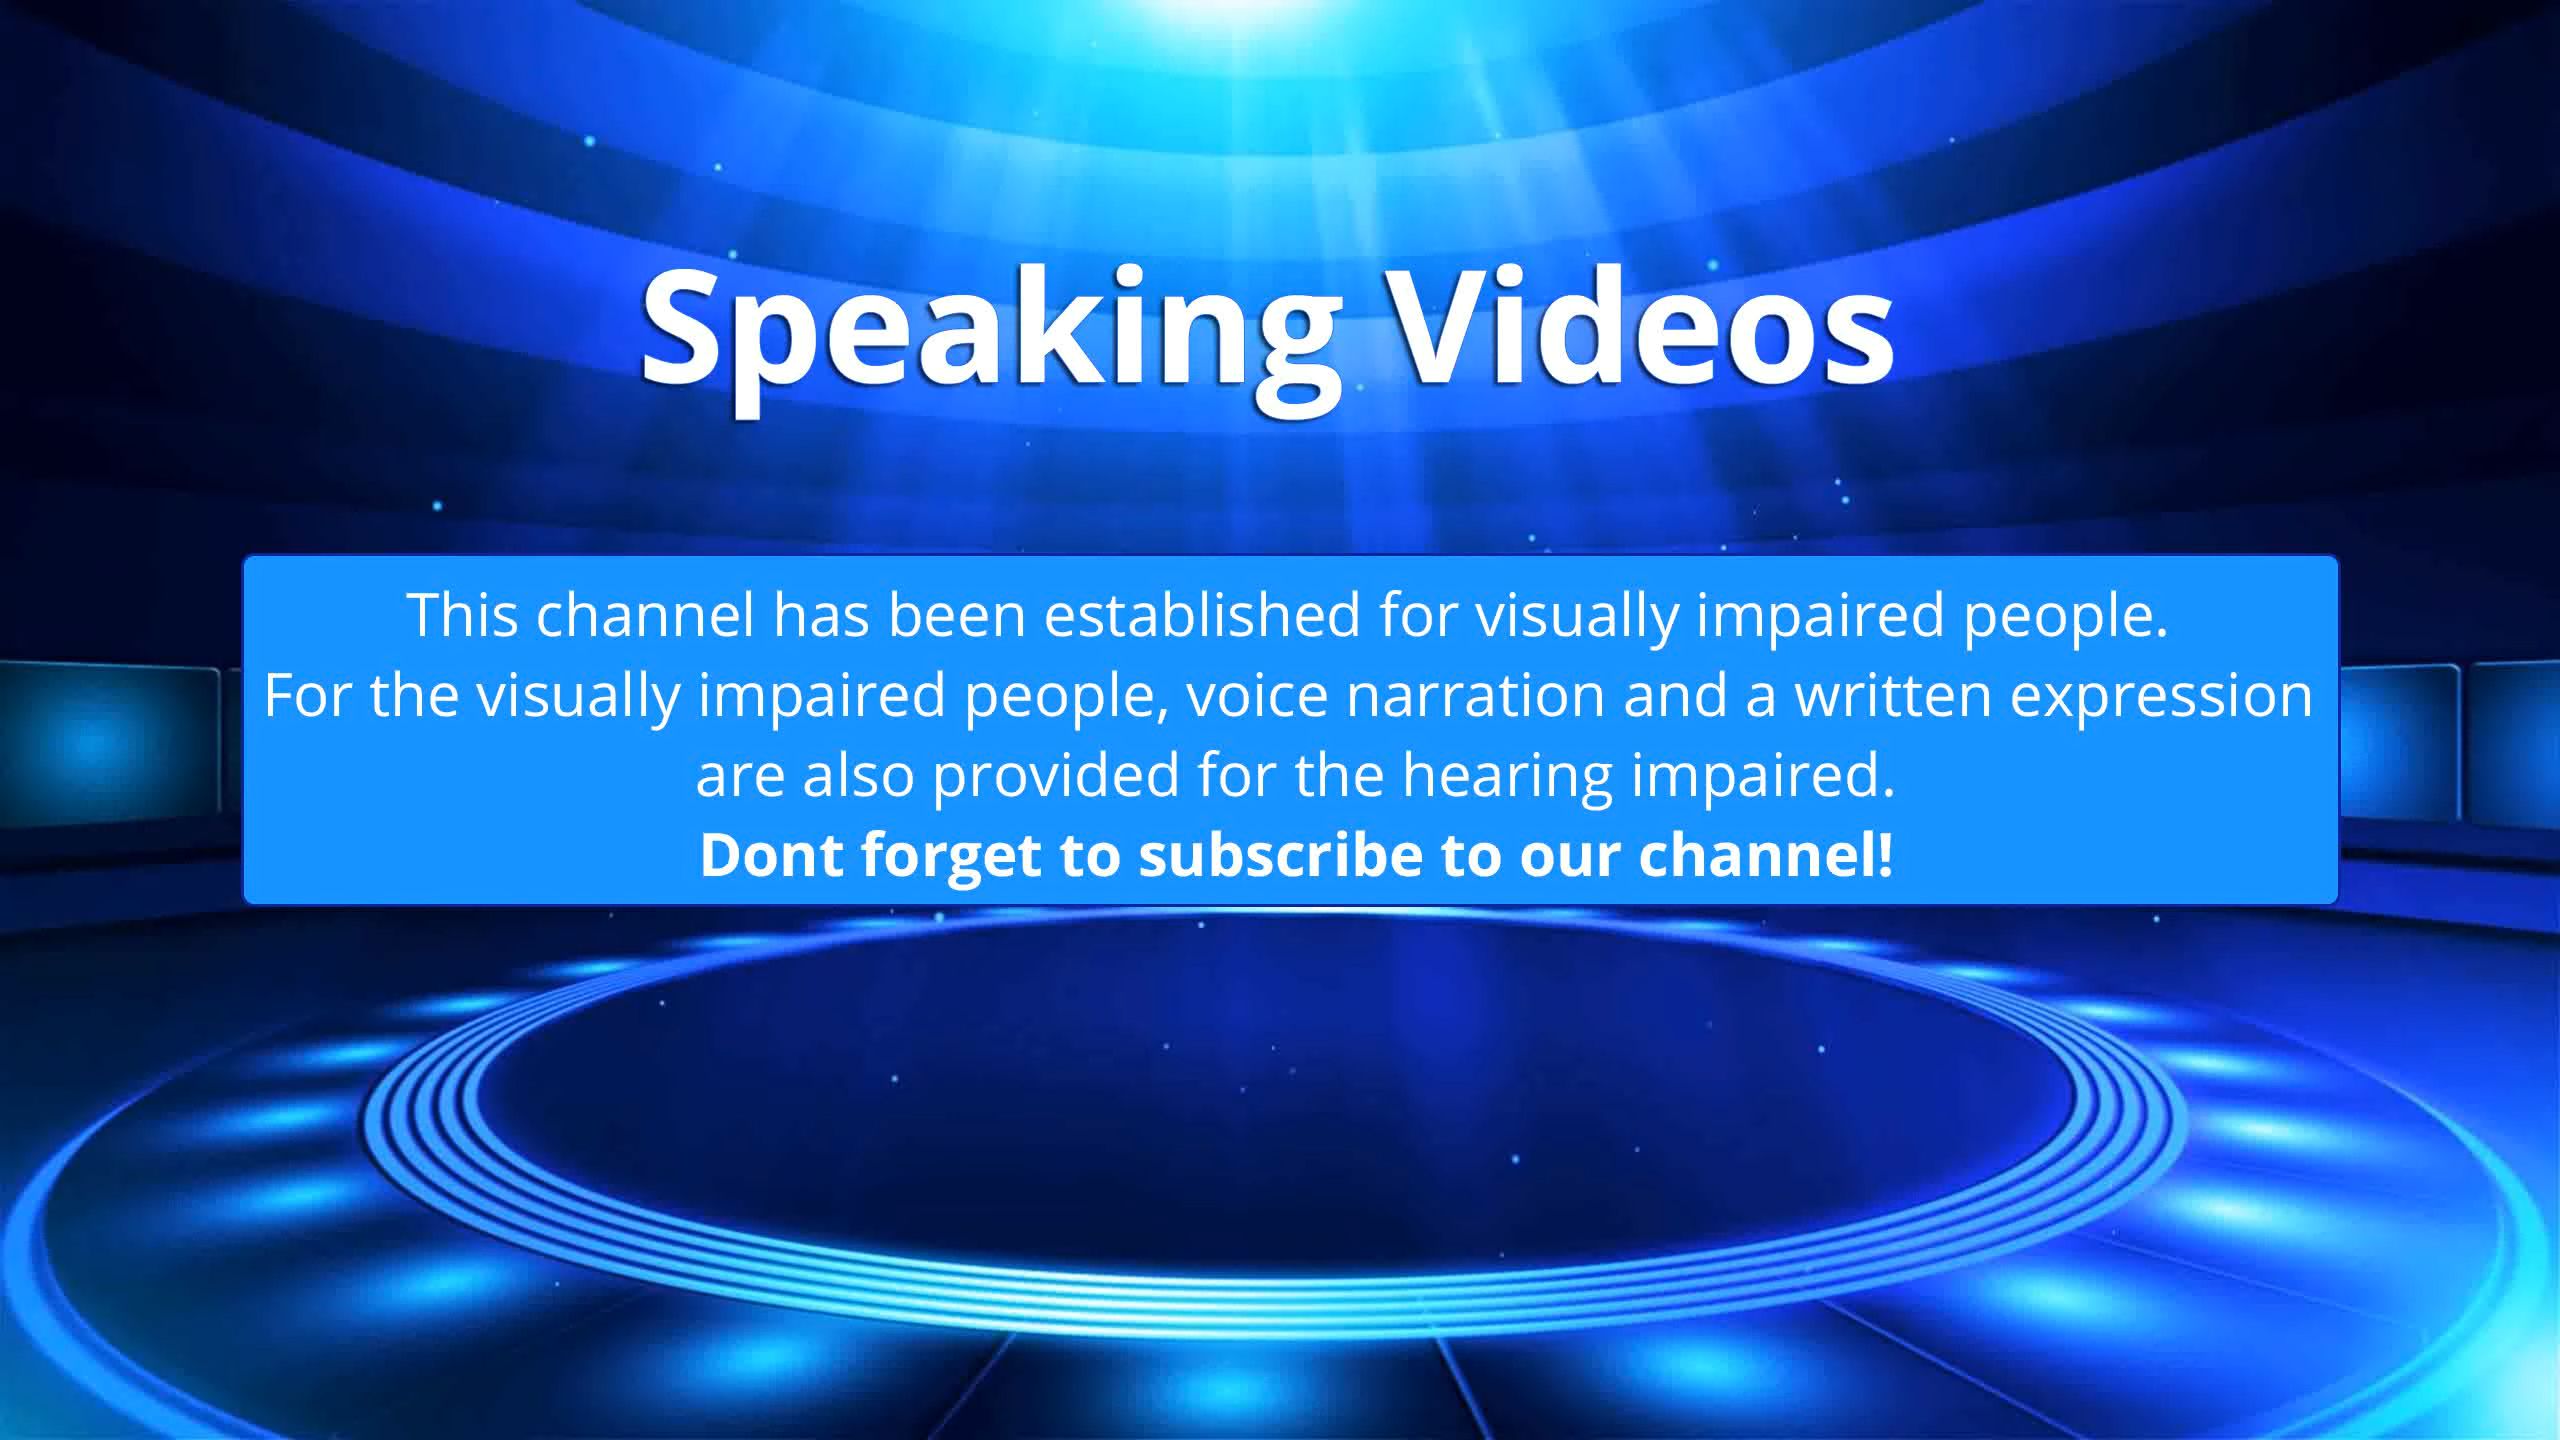 Speaking Videos
This channel has been established for visually impaired people.
For the visually impaired people, voice narration and a written expression
are also provided for the hearing impaired.
Dont forget to subscribe to our channel!